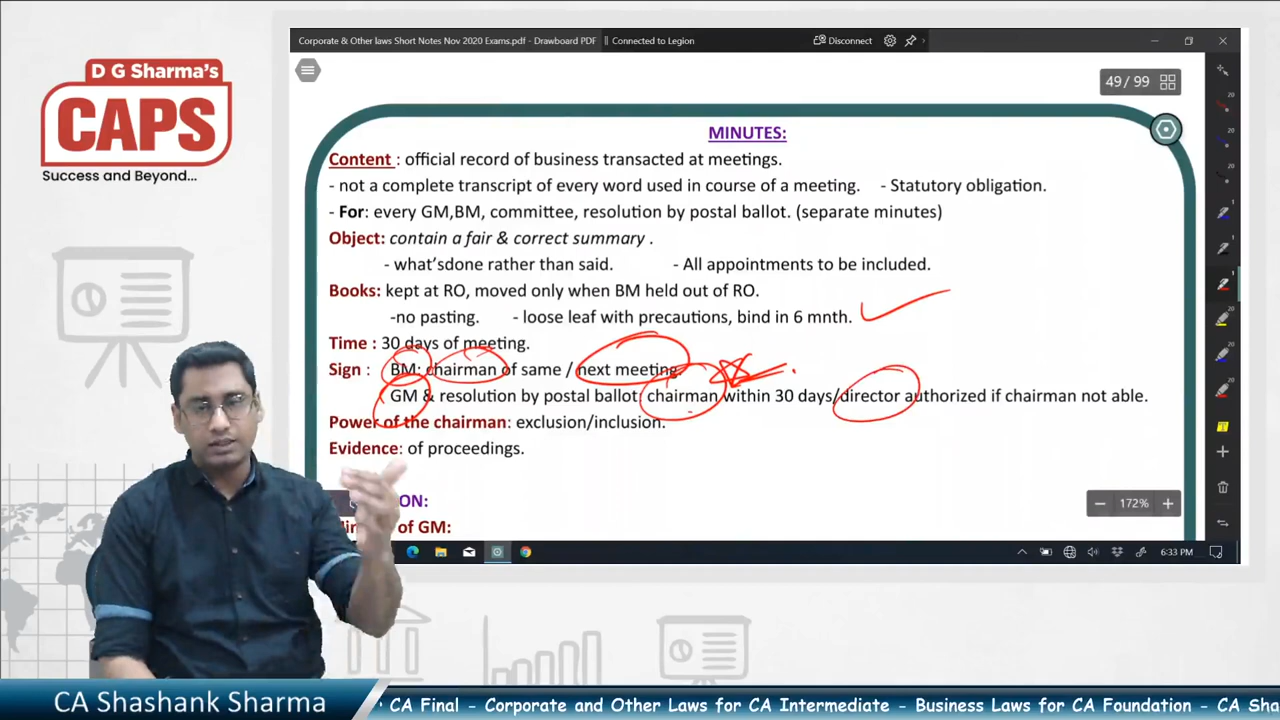 D G Sharma's
CAPS
Success and Beyond...
Corporate & Other laws Short Notes Nov 2020 Exams.pdf - Drawboard PDF || Connected to Legion
Disconnect
49 / 99
MINUTES:
Content : official record of business transacted at meetings.
- not a complete transcript of every word used in course of a meeting. - Statutory obligation.
- For: every GM,BM, committee, resolution by postal ballot. (separate minutes)
Object: contain a fair & correct summary .
- what'sdone rather than said. - All appointments to be included.
Books: kept at RO, moved only when BM held out of RO.
-no pasting. - loose leaf with precautions, bind in 6 mnth.
Time : 30 days of meeting.
Sign : BM: chairman of same / next meeting.
GM & resolution by postal ballot: chairman within 30 days/director authorized if chairman not able.
Power of the chairman: exclusion/inclusion.
Evidence: of proceedings.
ON:
of GM:
172%
6:33 PM
CA Shashank Sharma
CA Final - Corporate and Other Laws for CA Intermediate - Business Laws for CA Foundation - CA Sha